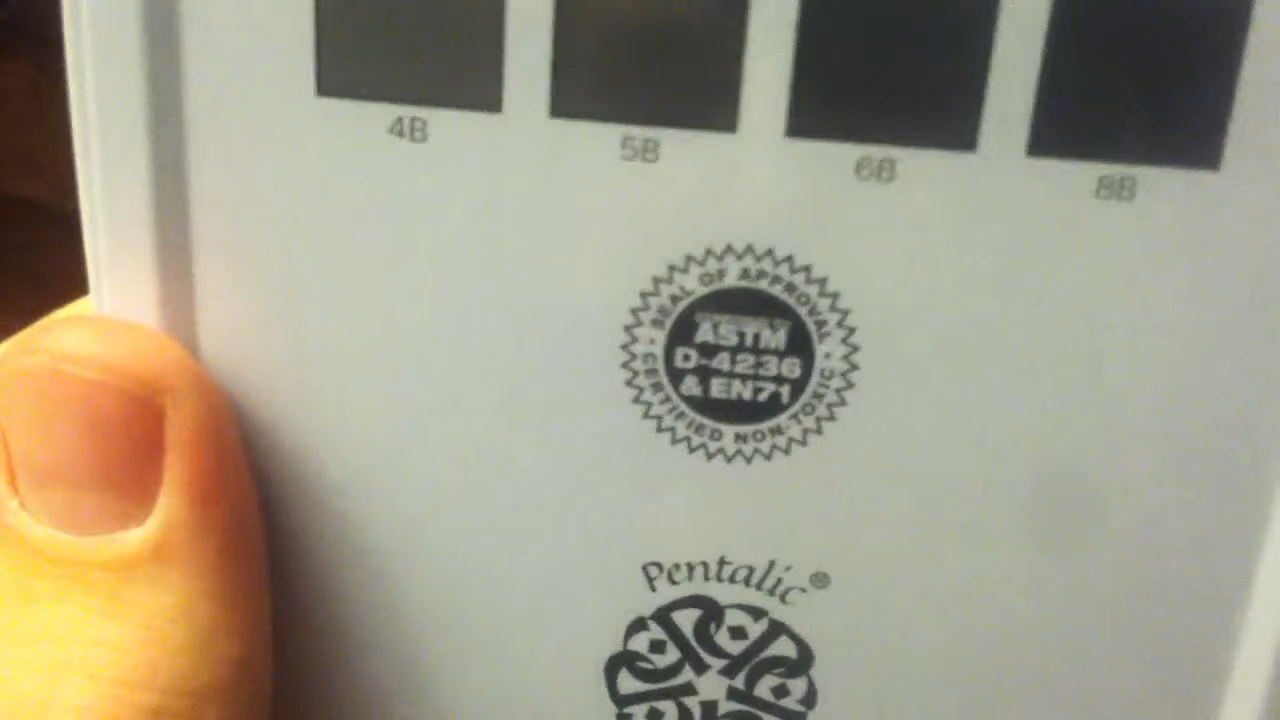 4B 5B 6B 8B
SEAL OF APPROVAL
ASTM
D-4236
& EN71
CERTIFIED NON-TOXIC
Pentalic®